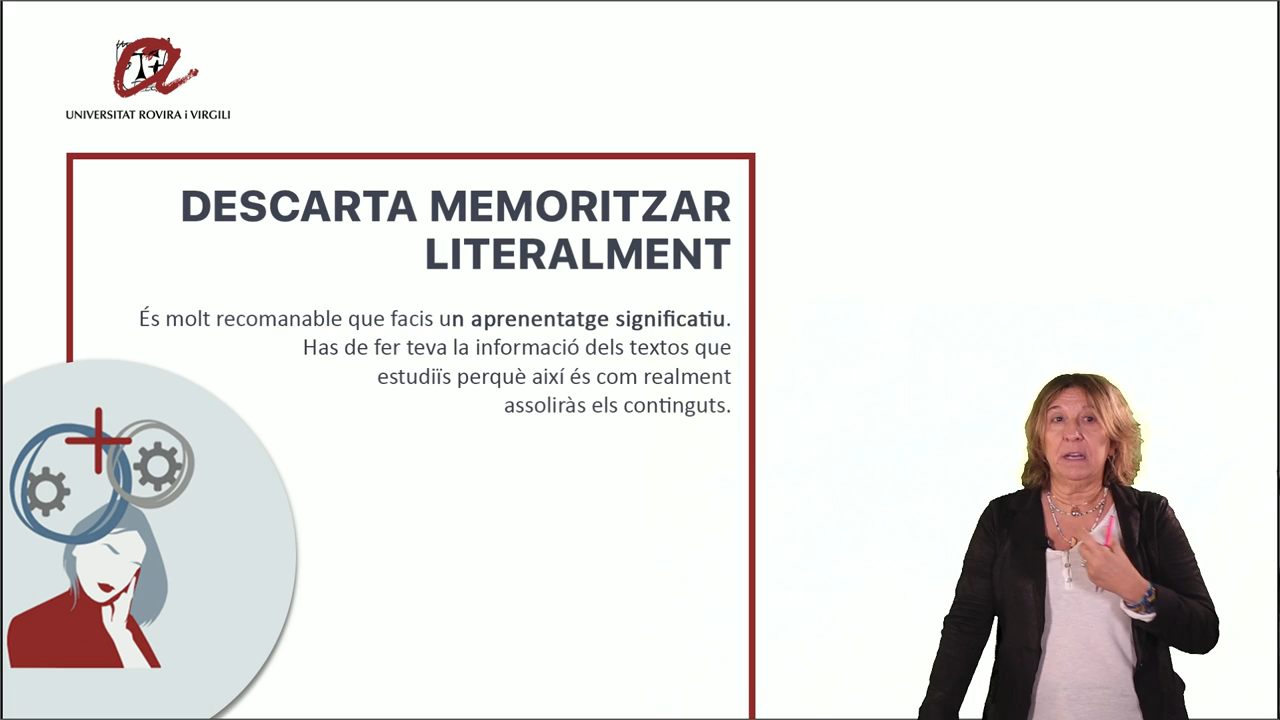 UNIVERSITAT ROVIRA i VIRGILI
DESCARTA MEMORITZAR
LITERALMENT
És molt recomanable que facis un aprenentatge significatiu.
Has de fer teva la informació dels textos que
estudiïs perquè així és com realment
assoliràs els continguts.